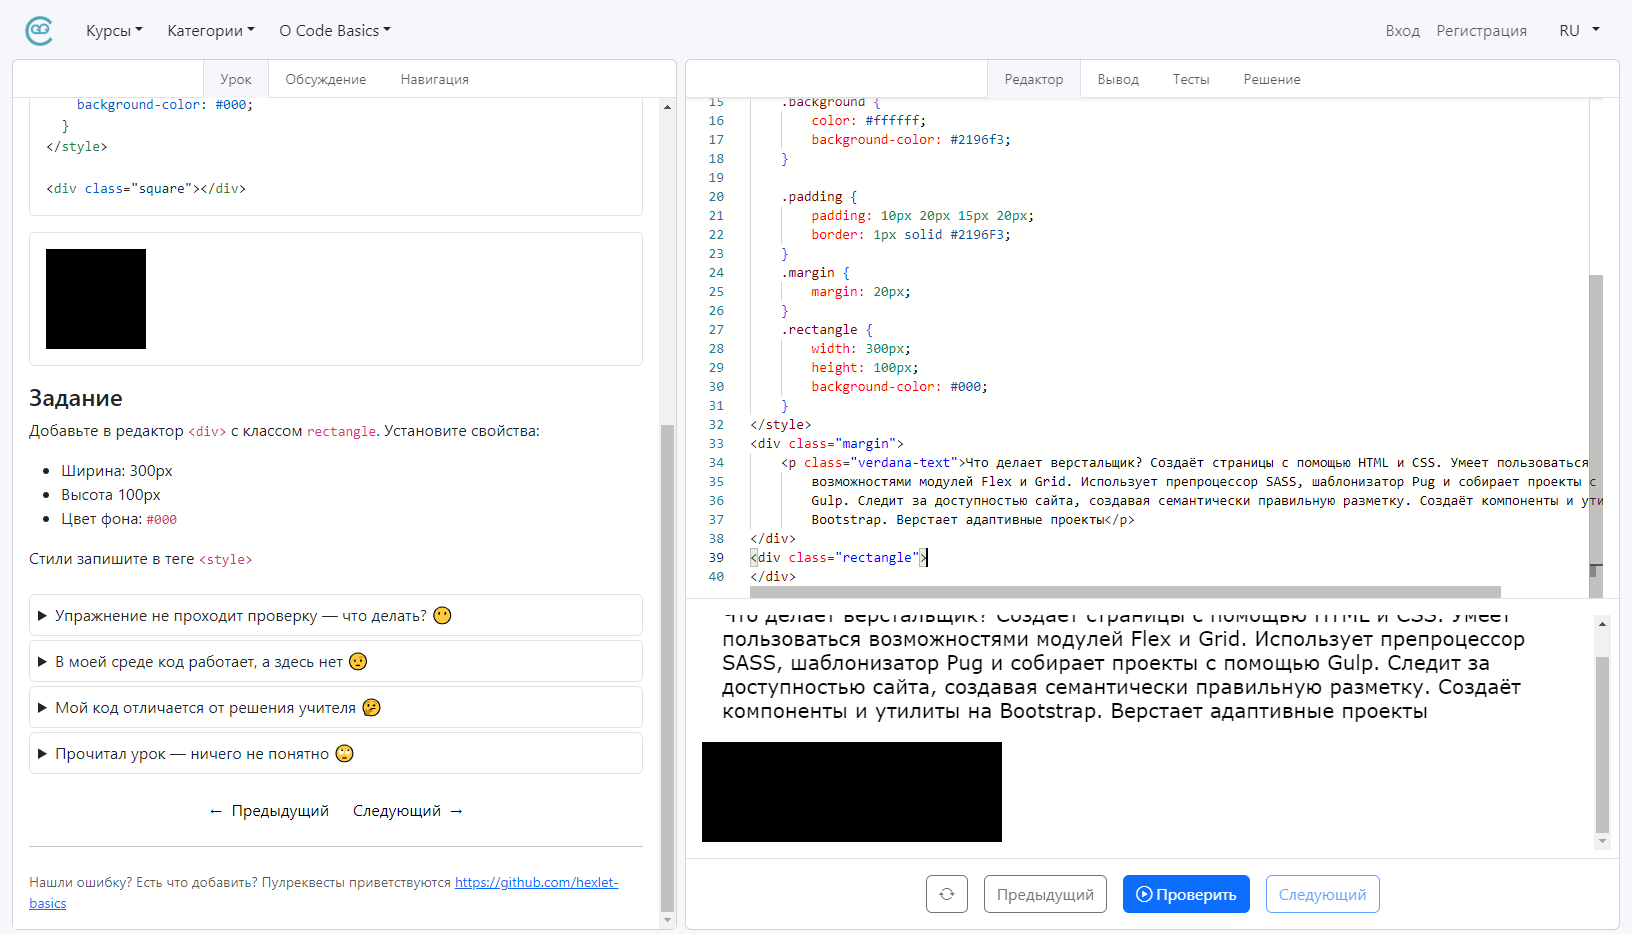 Курсы Категории О Code Basics Вход Регистрация RU
Урок Обсуждение Навигация
background-color: #000;
}
</style>
<div class="square"></div>
Задание
Добавьте в редактор <div> с классом rectangle. Установите свойства:
Ширина: 300px
Высота 100px
Цвет фона: #000
Стили запишите в теге <style>
Упражнение не проходит проверку — что делать? 😶
В моей среде код работает, а здесь нет 🤨
Мой код отличается от решения учителя 🤔
Прочитал урок — ничего не понятно 🙄
← Предыдущий Следующий →
Нашли ошибку? Есть что добавить? Пулреквесты приветствуются https://github.com/hexlet-
basics
Редактор Вывод Тесты Решение
15 .background {
16 color: #ffffff;
17 background-color: #2196f3;
18 }
19
20 .padding {
21 padding: 10px 20px 15px 20px;
22 border: 1px solid #2196F3;
23 }
24 .margin {
25 margin: 20px;
26 }
27 .rectangle {
28 width: 300px;
29 height: 100px;
30 background-color: #000;
31 }
32 </style>
33 <div class="margin">
34 <p class="verdana-text">Что делает верстальщик? Создаёт страницы с помощью HTML и CSS. Умеет пользоваться
35 возможностями модулей Flex и Grid. Использует препроцессор SASS, шаблонизатор Pug и собирает проекты с
36 Gulp. Следит за доступностью сайта, создавая семантически правильную разметку. Создаёт компоненты и ути
37 Bootstrap. Верстает адаптивные проекты</p>
38 </div>
39 <div class="rectangle">
40 </div>
Что делает верстальщик? Создаёт страницы с помощью HTML и CSS. Умеет
пользоваться возможностями модулей Flex и Grid. Использует препроцессор
SASS, шаблонизатор Pug и собирает проекты с помощью Gulp. Следит за
доступностью сайта, создавая семантически правильную разметку. Создаёт
компоненты и утилиты на Bootstrap. Верстает адаптивные проекты
Предыдущий Проверить Следующий